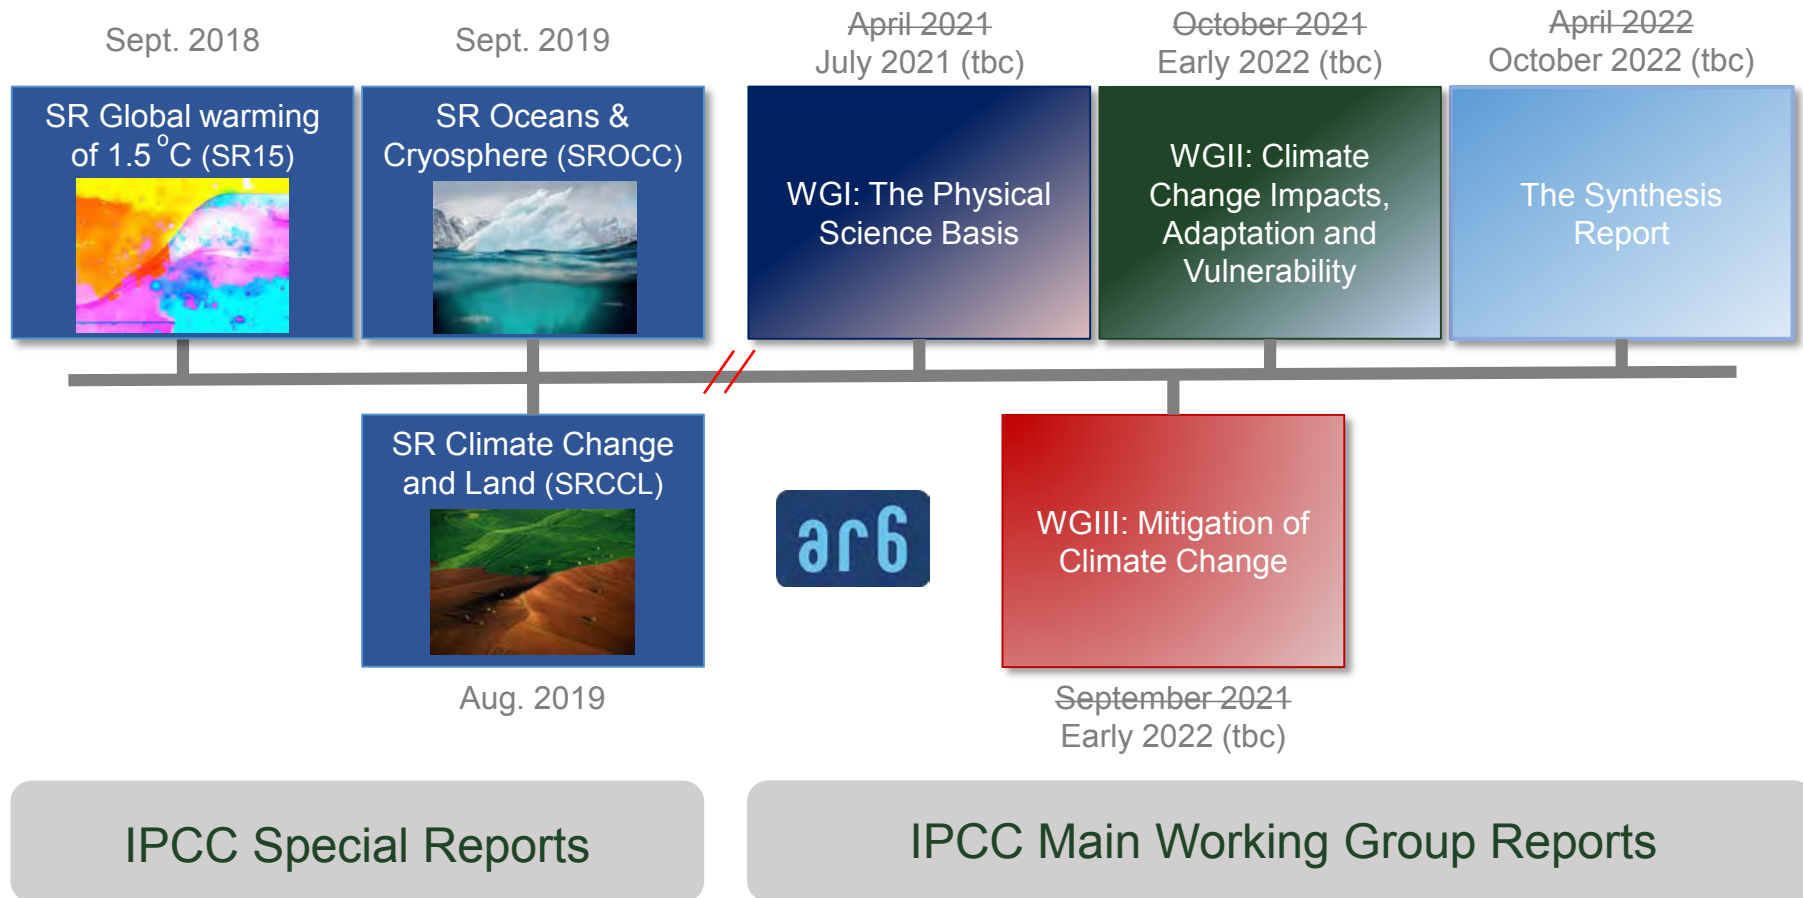 Sept. 2018
Sept. 2019
April 2021
July 2021 (tbc)
October 2021
Early 2022 (tbc)
April 2022
October 2022 (tbc)
SR Global warming
of 1.5 °C (SR15)
SR Oceans &
Cryosphere (SROCC)
WGI: The Physical
Science Basis
WGII: Climate
Change Impacts,
Adaptation and
Vulnerability
The Synthesis
Report
SR Climate Change
and Land (SRCCL)
ar6
WGIII: Mitigation of
Climate Change
Aug. 2019
September 2021
Early 2022 (tbc)
IPCC Special Reports
IPCC Main Working Group Reports